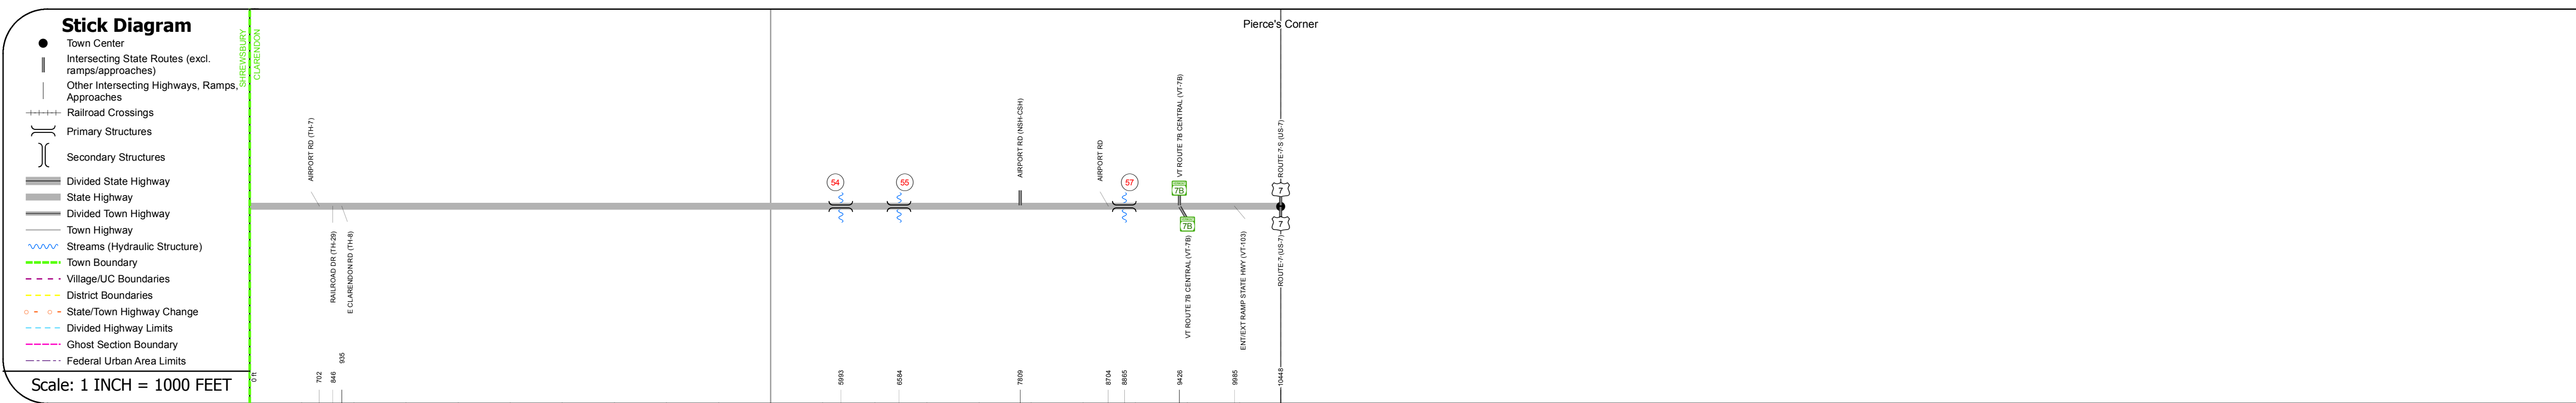 Stick Diagram
Town Center
Intersecting State Routes (excl.
ramps/approaches)
Other Intersecting Highways, Ramps,
Approaches
Railroad Crossings
Primary Structures
Secondary Structures
Divided State Highway
State Highway
Divided Town Highway
Town Highway
Streams (Hydraulic Structure)
Town Boundary
Village/UC Boundaries
District Boundaries
State/Town Highway Change
Divided Highway Limits
Ghost Section Boundary
Federal Urban Area Limits
Scale: 1 INCH = 1000 FEET
SHREWSBURY
CLARENDON
Pierce's Corner
AIRPORT RD (TH-7)
RAILROAD DR (TH-29)
E CLARENDON RD (TH-8)
54
55
AIRPORT RD (NSH-CSH)
AIRPORT RD
57
VT ROUTE 7B CENTRAL (VT-7B)
7B
7B
VT ROUTE 7B CENTRAL (VT-7B)
ENT/EXT RAMP STATE HWY (VT-103)
ROUTE-7-S (US-7)
7
7
ROUTE-7 (US-7)
0 ft
702
846
935
5993
6584
7809
8704
8865
9426
9985
10448